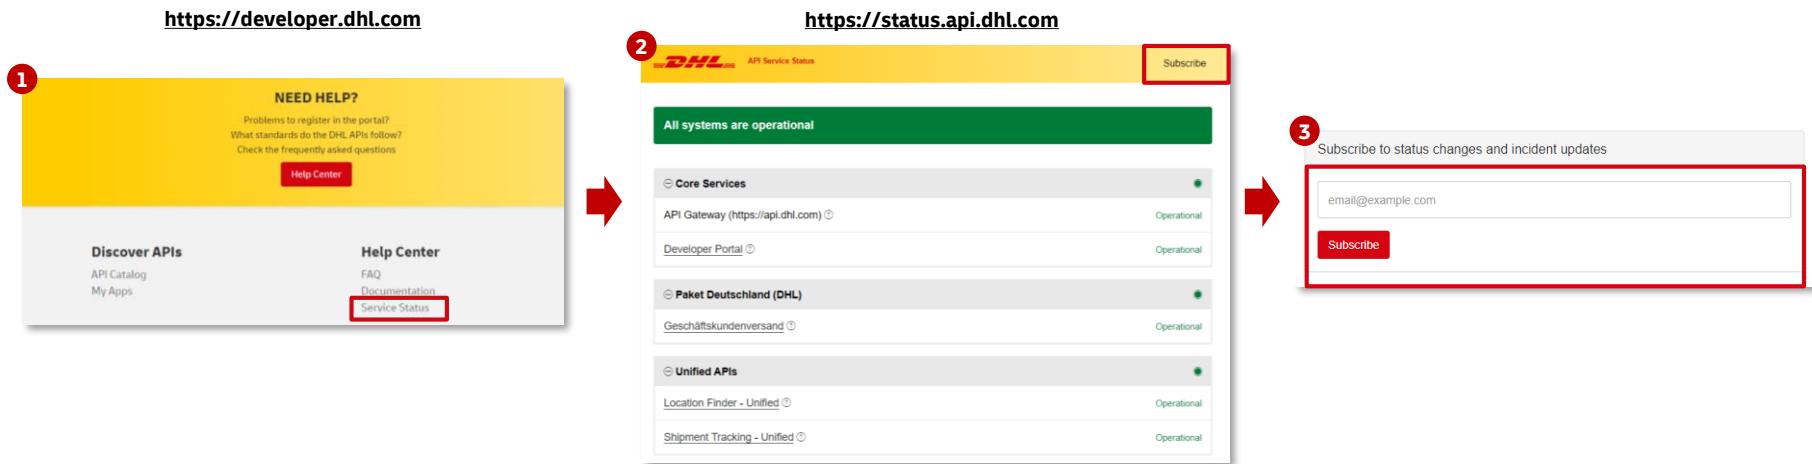 https://developer.dhl.com
1
NEED HELP?
Problems to register in the portal?
What standards do the DHL APIs follow?
Check the frequently asked questions
Help Center
Discover APIs
API Catalog
My Apps
Help Center
FAQ
Documentation
Service Status
https://status.api.dhl.com
2
DHL API Service Status
Subscribe
All systems are operational
Core Services
API Gateway (https://api.dhl.com) Operational
Developer Portal Operational
Paket Deutschland (DHL)
Geschäftskundenversand Operational
Unified APIs
Location Finder - Unified Operational
Shipment Tracking - Unified Operational
3
Subscribe to status changes and incident updates
email@example.com
Subscribe